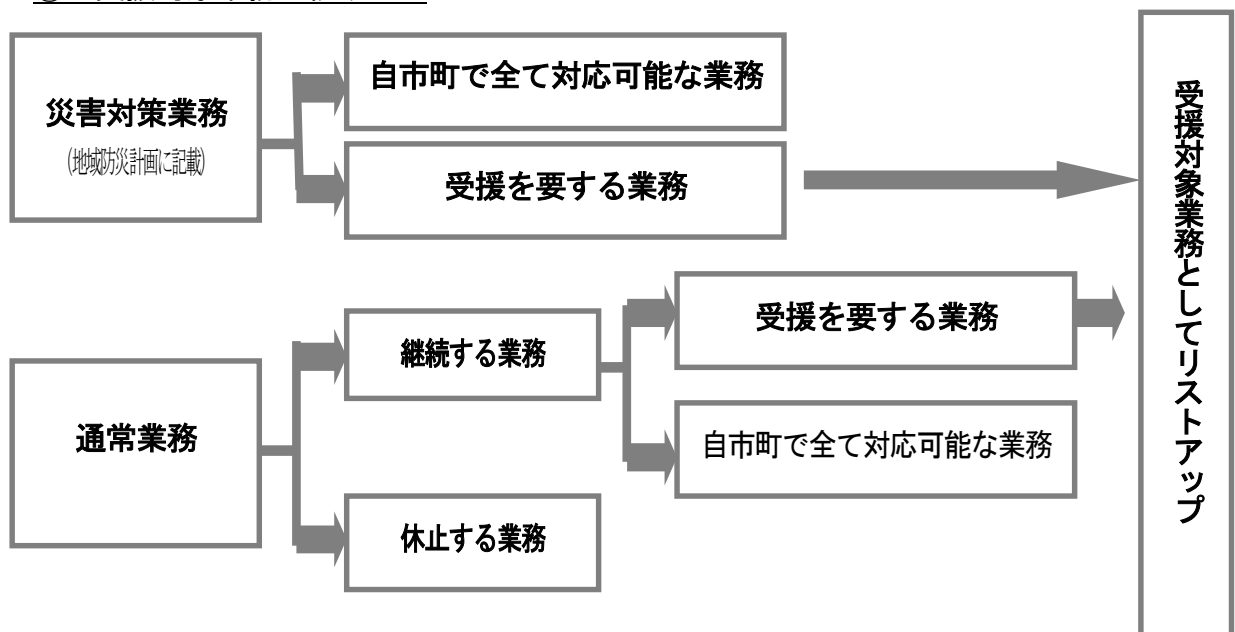 災害対策業務
(地域防災計画に記載)
自市町で全て対応可能な業務
受援を要する業務
通常業務
継続する業務
受援を要する業務
自市町で全て対応可能な業務
休止する業務
受援対象業務としてリストアップ